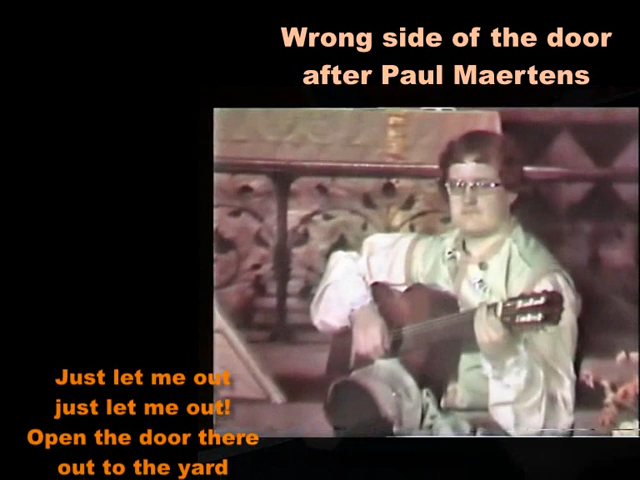 Wrong side of the door
after Paul Maertens
Just let me out
just let me out!
Open the door there
out to the yard